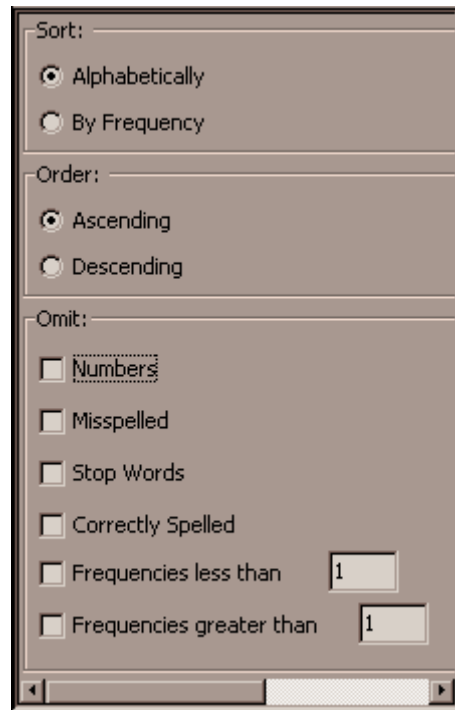 Sort:
Alphabetically
By Frequency
Order:
Ascending
Descending
Omit:
Numbers
Misspelled
Stop Words
Correctly Spelled
Frequencies less than 1
Frequencies greater than 1